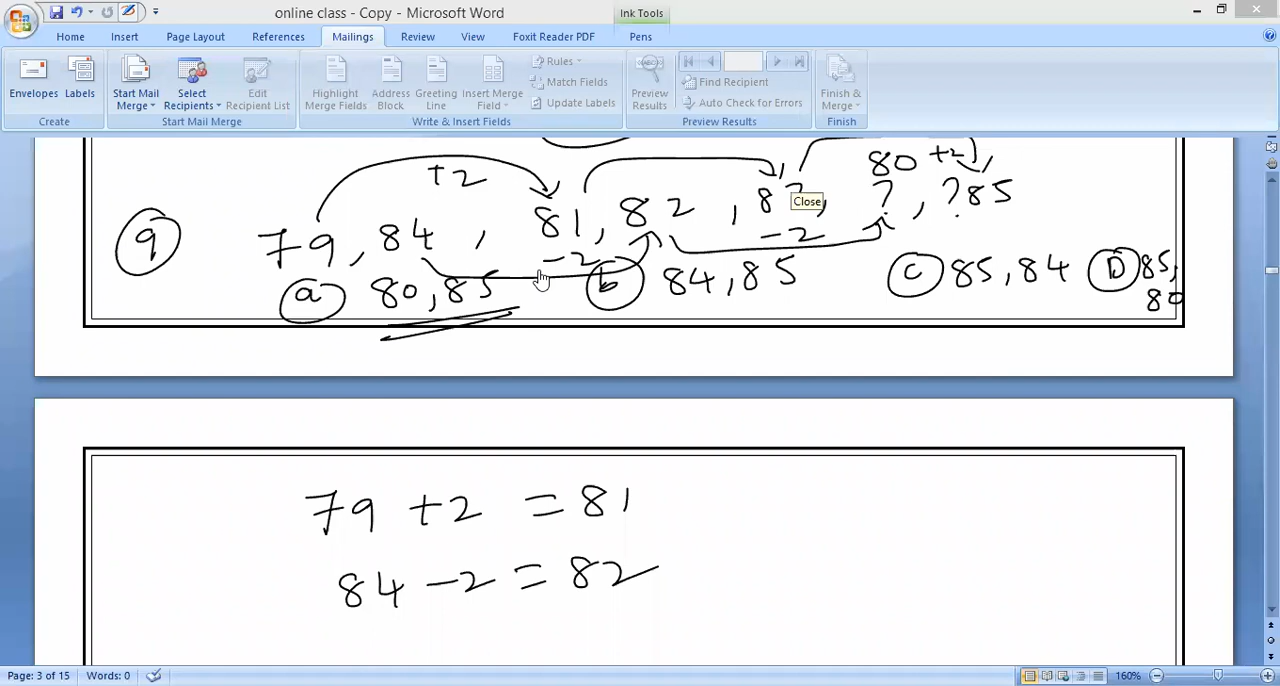 online class - Copy - Microsoft Word
Ink Tools
Home Insert Page Layout References Mailings Review View Foxit Reader PDF Pens
Envelopes Labels
Create
Start Mail Merge
Select Recipients
Edit Recipient List
Start Mail Merge
Highlight Merge Fields
Address Block
Greeting Line
Insert Merge Field
Rules
Match Fields
Update Labels
Write & Insert Fields
Preview Results
Find Recipient
Auto Check for Errors
Preview Results
Finish & Merge
Finish
+2 80 +2
9 79, 84, 81, 82, 8 ?, ? 85
Close
-2 -2
a 80, 85 b 84, 85 C 85, 84 D 85, 80
79 + 2 = 81
84 - 2 = 82
Page: 3 of 15 Words: 0 160%